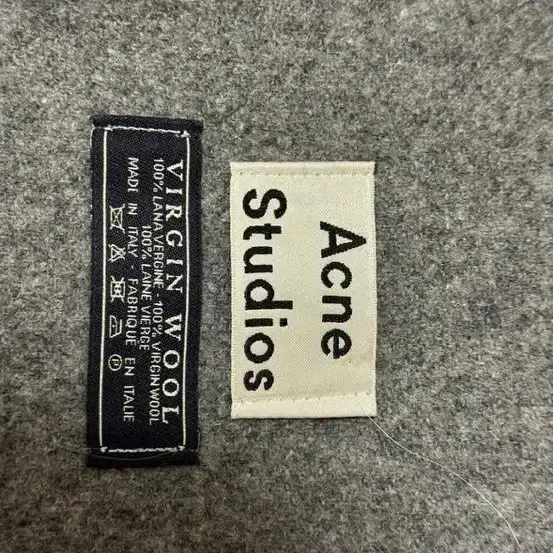 VIRGIN WOOL
100% LANA VERGINE - 100% VIRGIN WOOL
100% LAINE VIERGE
MADE IN ITALY - FABRIQUE EN ITALIE
P
Acne
Studios